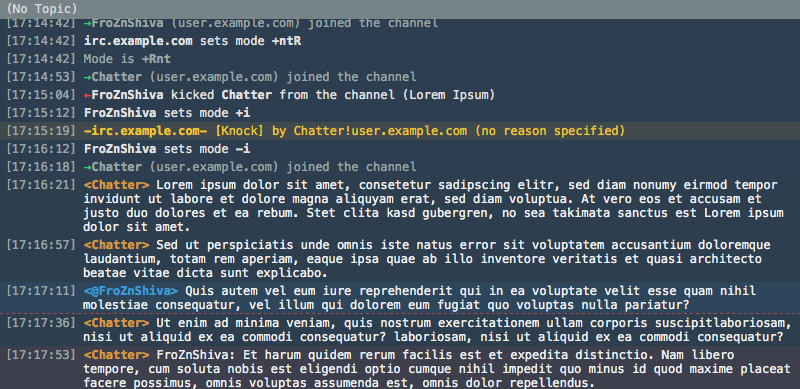 (No Topic)
[17:14:42] →FroZnShiva (user.example.com) joined the channel
[17:14:42] irc.example.com sets mode +ntR
[17:14:42] Mode is +Rnt
[17:14:53] →Chatter (user.example.com) joined the channel
[17:15:04] ←FroZnShiva kicked Chatter from the channel (Lorem Ipsum)
[17:15:12] FroZnShiva sets mode +i
[17:15:19] -irc.example.com- [Knock] by Chatter!user.example.com (no reason specified)
[17:16:12] FroZnShiva sets mode -i
[17:16:18] →Chatter (user.example.com) joined the channel
[17:16:21] <Chatter> Lorem ipsum dolor sit amet, consetetur sadipscing elitr, sed diam nonumy eirmod tempor
invidunt ut labore et dolore magna aliquyam erat, sed diam voluptua. At vero eos et accusam et
justo duo dolores et ea rebum. Stet clita kasd gubergren, no sea takimata sanctus est Lorem ipsum
dolor sit amet.
[17:16:57] <Chatter> Sed ut perspiciatis unde omnis iste natus error sit voluptatem accusantium doloremque
laudantium, totam rem aperiam, eaque ipsa quae ab illo inventore veritatis et quasi architecto
beatae vitae dicta sunt explicabo.
[17:17:11] <@FroZnShiva> Quis autem vel eum iure reprehenderit qui in ea voluptate velit esse quam nihil
molestiae consequatur, vel illum qui dolorem eum fugiat quo voluptas nulla pariatur?
[17:17:36] <Chatter> Ut enim ad minima veniam, quis nostrum exercitationem ullam corporis suscipitlaboriosam,
nisi ut aliquid ex ea commodi consequatur? laboriosam, nisi ut aliquid ex ea commodi consequatur?
[17:17:53] <Chatter> FroZnShiva: Et harum quidem rerum facilis est et expedita distinctio. Nam libero
tempore, cum soluta nobis est eligendi optio cumque nihil impedit quo minus id quod maxime placeat
facere possimus, omnis voluptas assumenda est, omnis dolor repellendus.